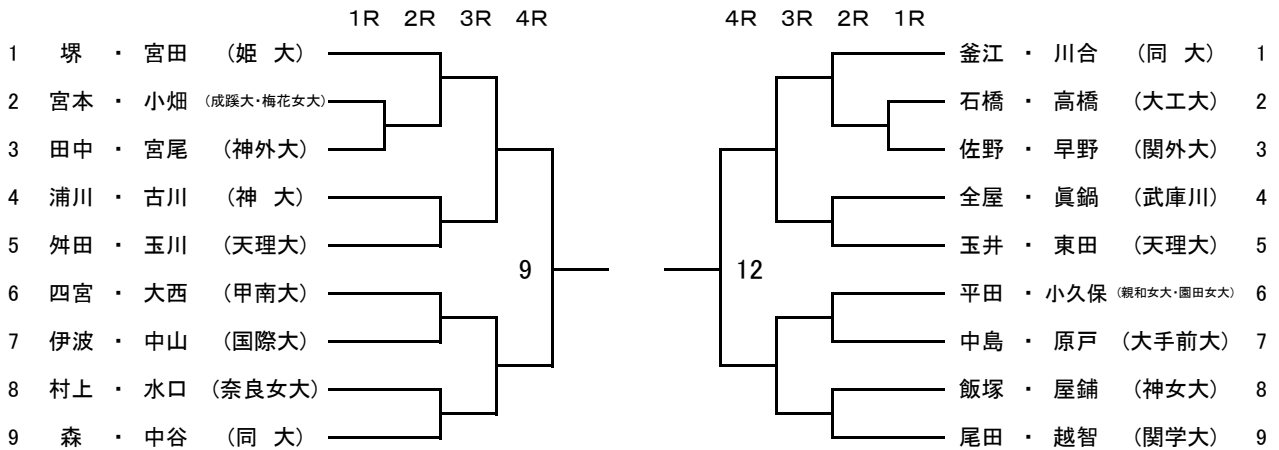 1R 2R 3R 4R
1 堺 ・ 宮田 (姫 大)
2 宮本 ・ 小畑 (成蹊大・梅花女大)
3 田中 ・ 宮尾 (神外大)
4 浦川 ・ 古川 (神 大)
5 舛田 ・ 玉川 (天理大)
9
6 四宮 ・ 大西 (甲南大)
7 伊波 ・ 中山 (国際大)
8 村上 ・ 水口 (奈良女大)
9 森 ・ 中谷 (同 大)
4R 3R 2R 1R
釜江 ・ 川合 (同 大) 1
石橋 ・ 高橋 (大工大) 2
佐野 ・ 早野 (関外大) 3
全屋 ・ 眞鍋 (武庫川) 4
玉井 ・ 東田 (天理大) 5
12
平田 ・ 小久保 (親和女大・園田女大) 6
中島 ・ 原戸 (大手前大) 7
飯塚 ・ 屋鋪 (神女大) 8
尾田 ・ 越智 (関学大) 9